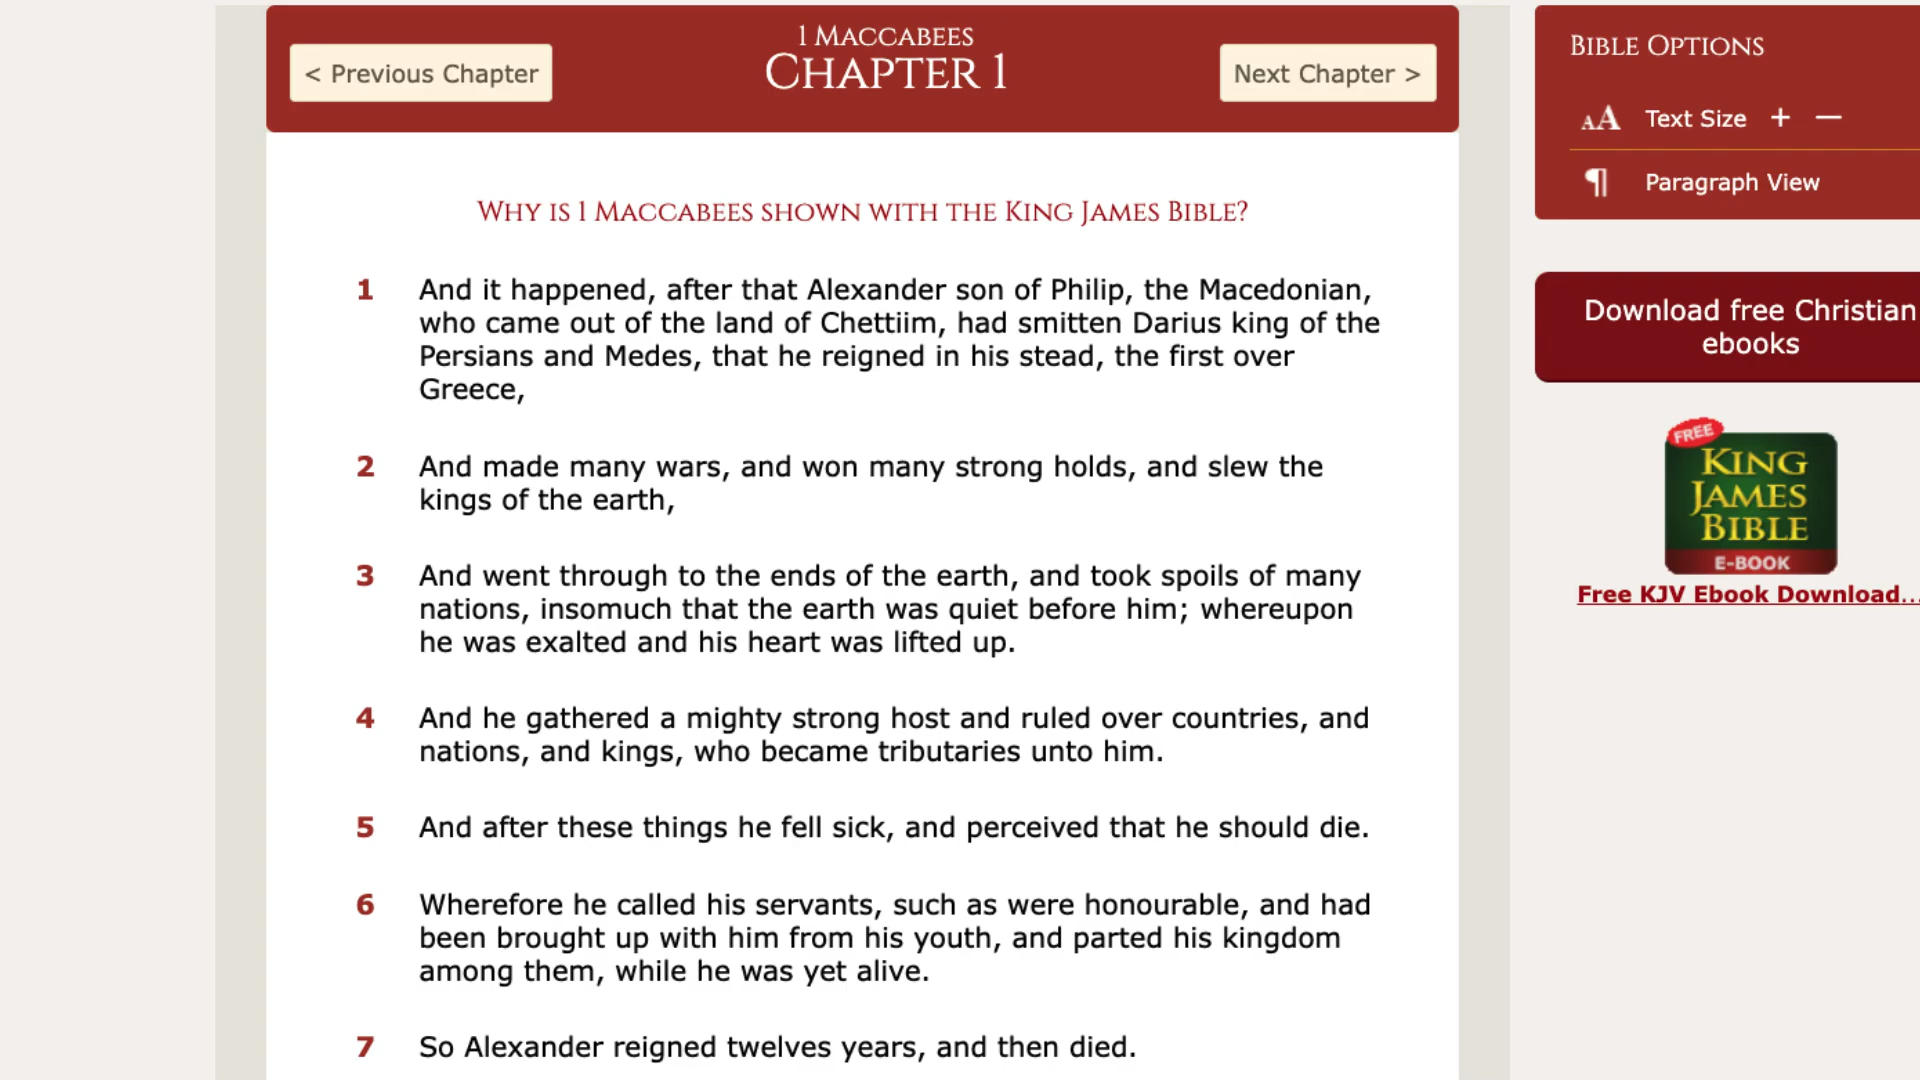 1 Maccabees
Chapter 1
< Previous Chapter
Next Chapter >
Why is 1 Maccabees shown with the King James Bible?
1 And it happened, after that Alexander son of Philip, the Macedonian,
who came out of the land of Chettiim, had smitten Darius king of the
Persians and Medes, that he reigned in his stead, the first over
Greece,
2 And made many wars, and won many strong holds, and slew the
kings of the earth,
3 And went through to the ends of the earth, and took spoils of many
nations, insomuch that the earth was quiet before him; whereupon
he was exalted and his heart was lifted up.
4 And he gathered a mighty strong host and ruled over countries, and
nations, and kings, who became tributaries unto him.
5 And after these things he fell sick, and perceived that he should die.
6 Wherefore he called his servants, such as were honourable, and had
been brought up with him from his youth, and parted his kingdom
among them, while he was yet alive.
7 So Alexander reigned twelves years, and then died.
Bible Options
AA Text Size + −
¶ Paragraph View
Download free Christian
ebooks
FREE
King
James
Bible
E-BOOK
Free KJV Ebook Download...